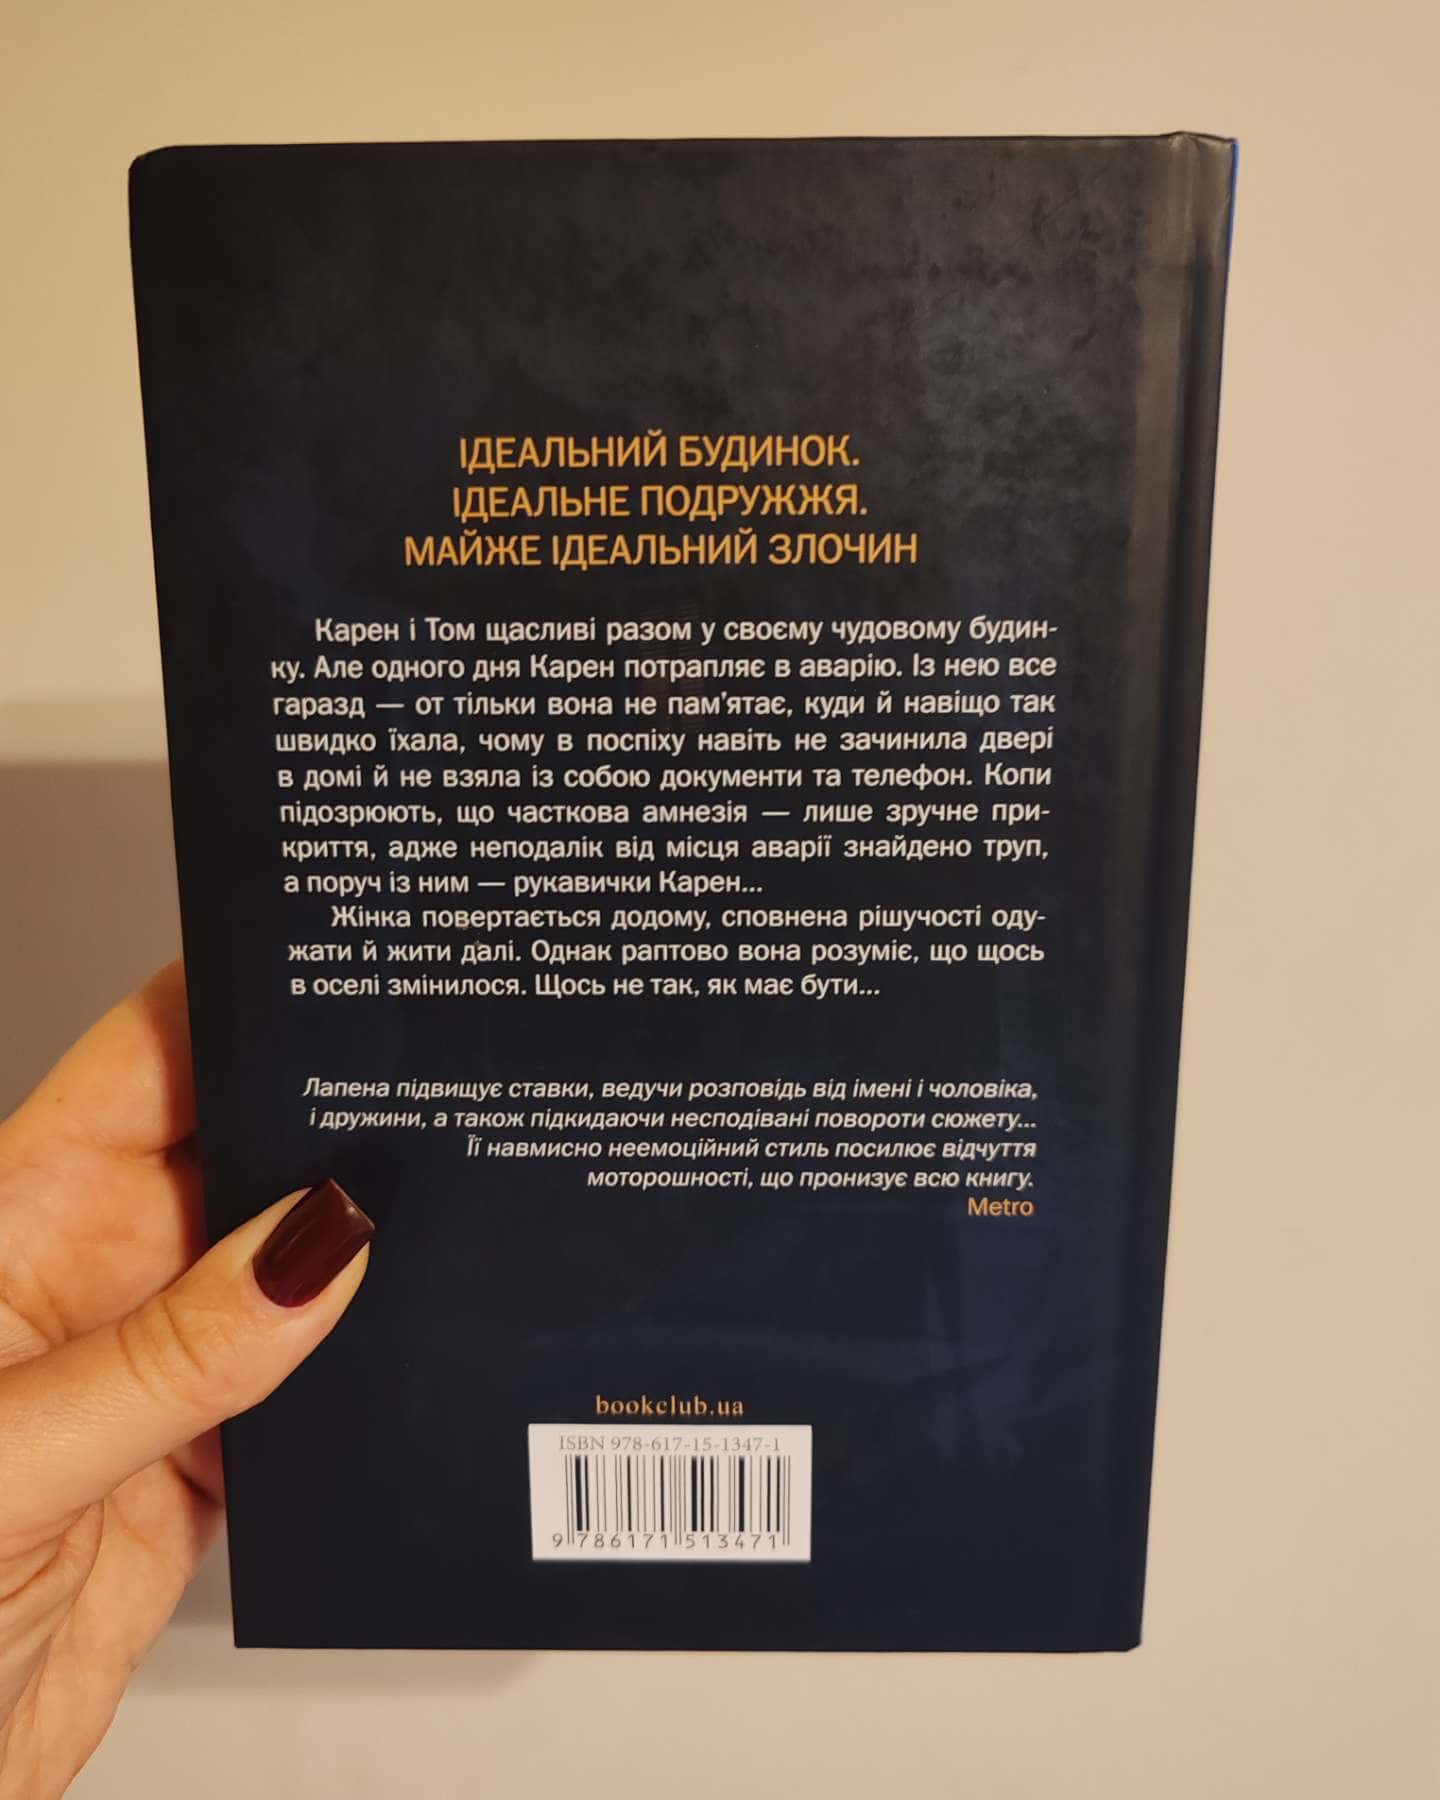 ІДЕАЛЬНИЙ БУДИНОК.
ІДЕАЛЬНЕ ПОДРУЖЖЯ.
МАЙЖЕ ІДЕАЛЬНИЙ ЗЛОЧИН
Карен і Том щасливі разом у своєму чудовому будин-
ку. Але одного дня Карен потрапляє в аварію. Із нею все
гаразд — от тільки вона не пам'ятає, куди й навіщо так
швидко їхала, чому в поспіху навіть не зачинила двері
в домі й не взяла із собою документи та телефон. Копи
підозрюють, що часткова амнезія — лише зручне при-
криття, адже неподалік від місця аварії знайдено труп,
а поруч із ним — рукавички Карен...
Жінка повертається додому, сповнена рішучості оду-
жати й жити далі. Однак раптово вона розуміє, що щось
в оселі змінилося. Щось не так, як має бути...
Лапена підвищує ставки, ведучи розповідь від імені і чоловіка,
і дружини, а також підкидаючи несподівані повороти сюжету...
Її навмисно неемоційний стиль посилює відчуття
моторошності, що пронизує всю книгу.
Metro
bookclub.ua
ISBN 978-617-15-1347-1
9 786171 513471